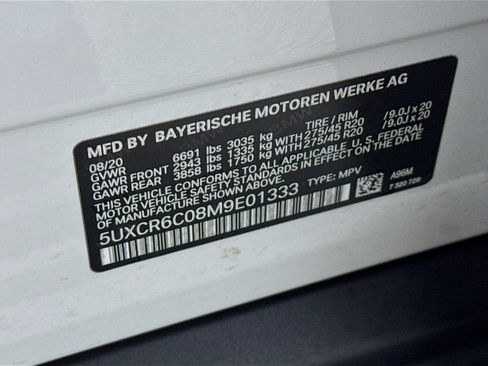 MFD BY BAYERISCHE MOTOREN WERKE AG
08/20
GVWR 6691 lbs 3035 kg TIRE / RIM
GAWR FRONT 2943 lbs 1335 kg WITH 275/45 R20 /9.0J x 20
GAWR REAR 3858 lbs 1750 kg WITH 275/45 R20 /9.0J x 20
THIS VEHICLE CONFORMS TO ALL APPLICABLE U.S. FEDERAL
MOTOR VEHICLE SAFETY STANDARDS IN EFFECT ON THE DATE
OF MANUFACTURE SHOWN ABOVE.
5UXCR6C08M9E01333 TYPE: MPV A96M
7 320 729